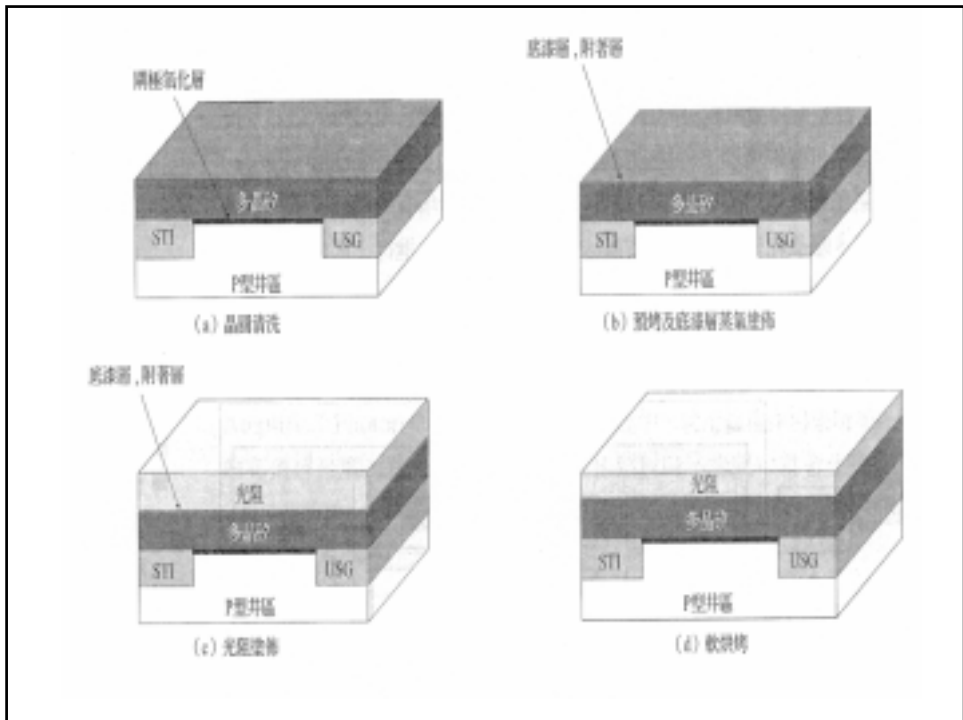 閘極氧化層
多晶矽
STI
USG
P型井區
(a) 晶圓清洗
底漆層,附著層
多晶矽
STI
USG
P型井區
(b) 預烤及底漆層蒸氣塗佈
底漆層,附著層
光阻
多晶矽
STI
USG
P型井區
(c) 光阻塗佈
光阻
多晶矽
STI
USG
P型井區
(d) 軟烘烤